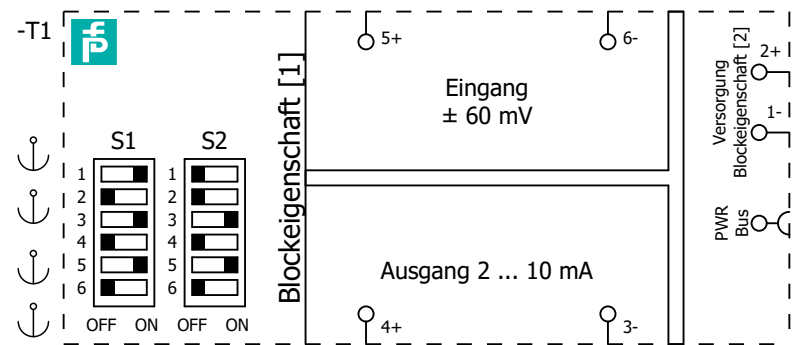 -T1
S1
S2
1
2
3
4
5
6
1
2
3
4
5
6
OFF ON OFF ON
Blockeigenschaft [1]
5+
6-
Eingang
± 60 mV
Ausgang 2 ... 10 mA
4+
3-
Versorgung
Blockeigenschaft [2]
2+
1-
PWR
Bus